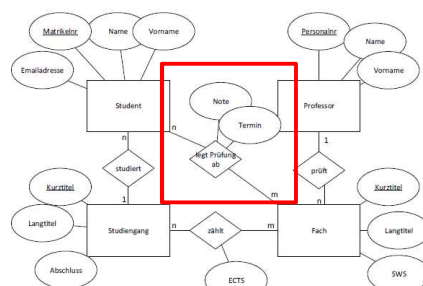 Matrikelnr
Name
Vorname
Personalnr
Name
Vorname
Emailadresse
Student
Note
Termin
Professor
n
n
1
studiert
legt Prüfung
ab
prüft
Kurztitel
1
m
n
Kurztitel
Langtitel
Studiengang
n
zählt
m
Fach
Langtitel
Abschluss
ECTS
SWS